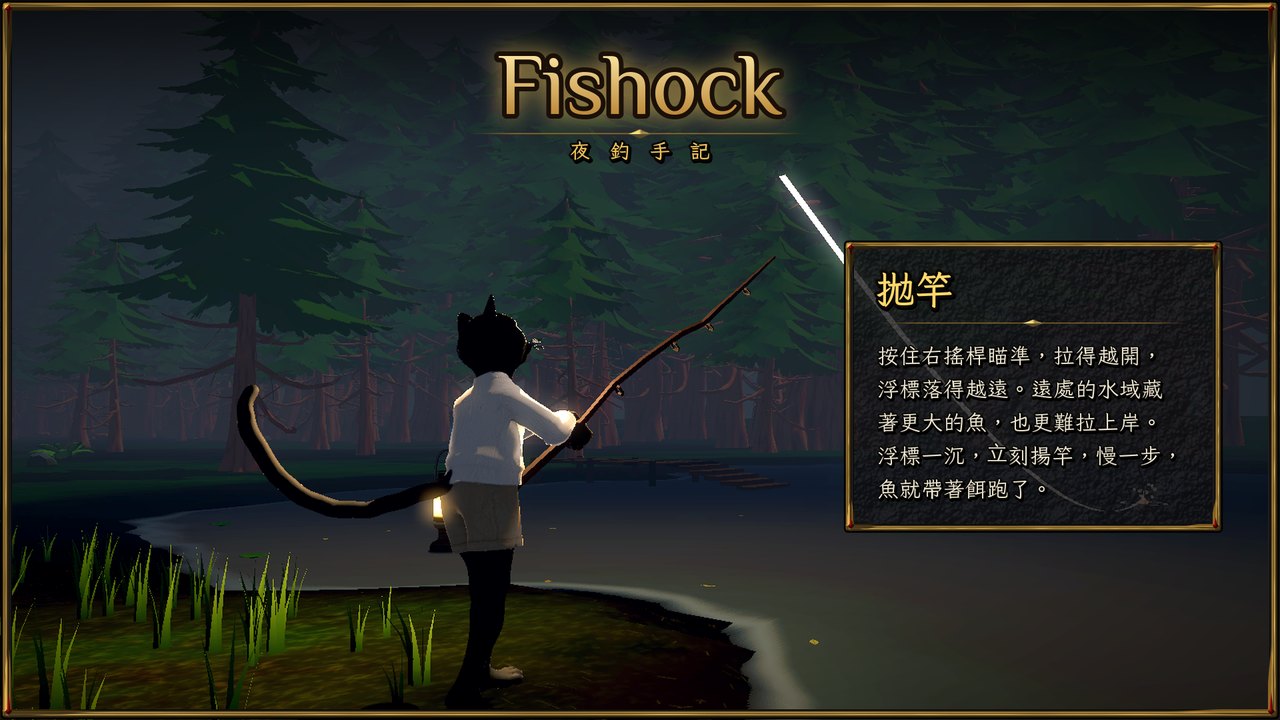 Fishock
夜釣手記
拋竿
按住右搖桿瞄準，拉得越開，
浮標落得越遠。遠處的水域藏
著更大的魚，也更難拉上岸。
浮標一沉，立刻揚竿，慢一步，
魚就帶著餌跑了。